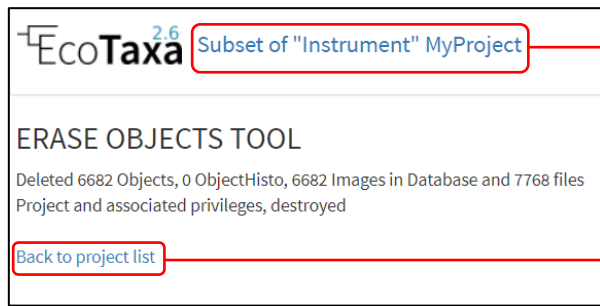 EcoTaxa 2.6 Subset of "Instrument" MyProject
ERASE OBJECTS TOOL
Deleted 6682 Objects, 0 ObjectHisto, 6682 Images in Database and 7768 files
Project and associated privileges, destroyed
Back to project list